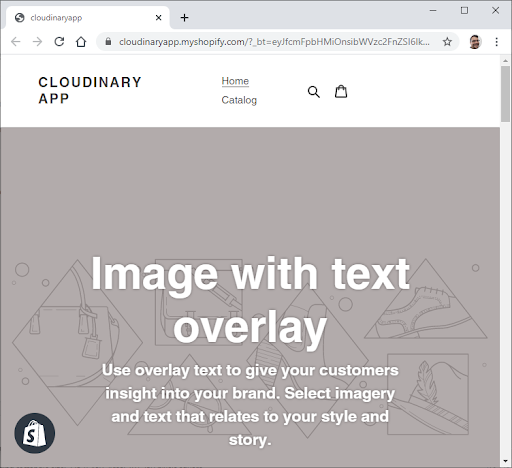 cloudinaryapp
cloudinaryapp.myshopify.com/?_bt=eyJfcmFpbHMiOnsibWVzc2FnZSI6Ik...
CLOUDINARY
APP
Home
Catalog
Image with text
overlay
Use overlay text to give your customers
insight into your brand. Select imagery
and text that relates to your style and
story.